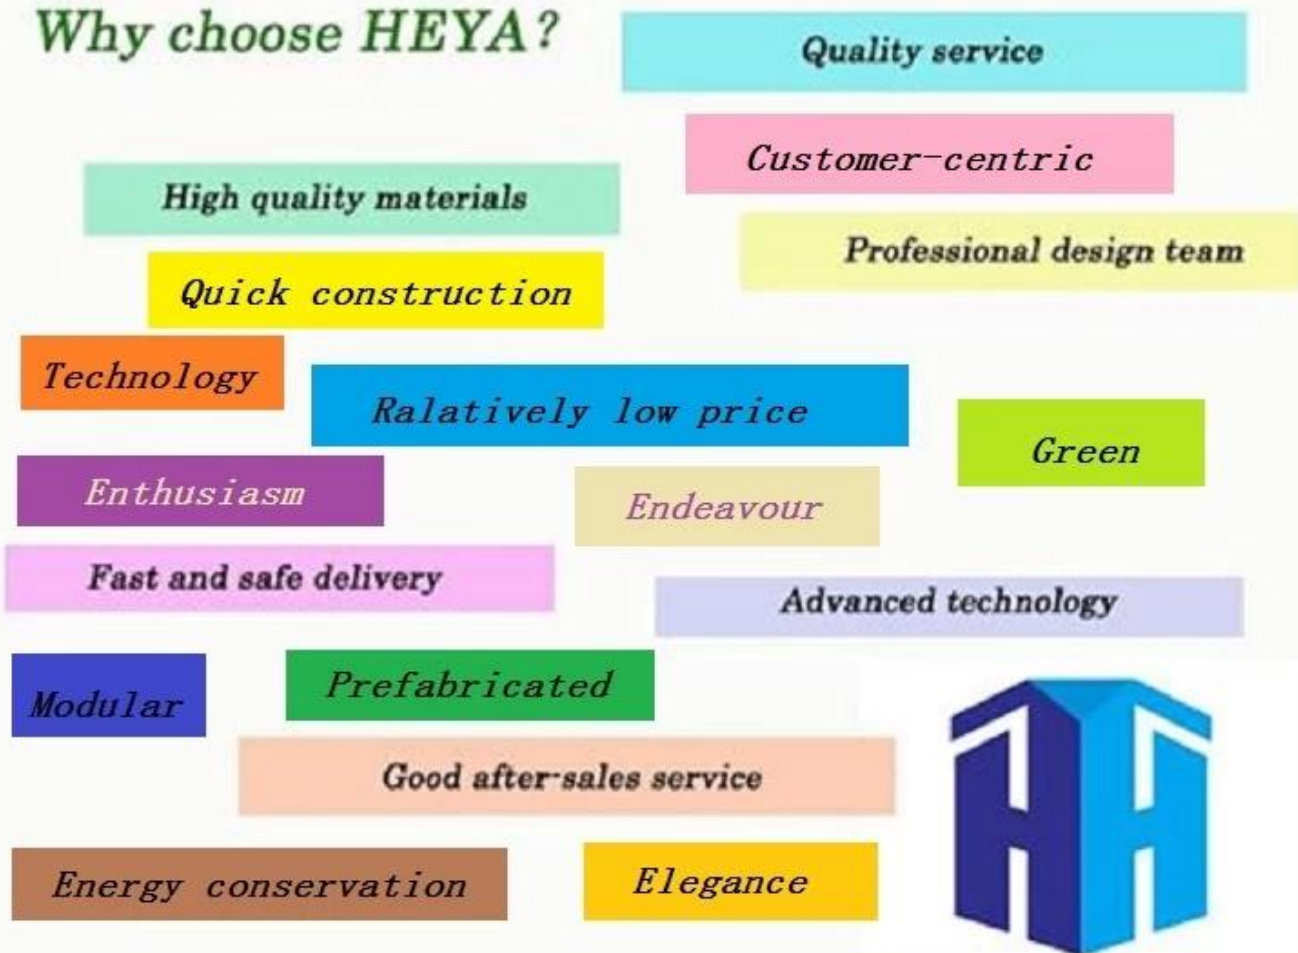 Why choose HEYA?
Quality service
Customer-centric
High quality materials
Professional design team
Quick construction
Technology
Ralatively low price
Green
Enthusiasm
Endeavour
Fast and safe delivery
Advanced technology
Modular
Prefabricated
Good after-sales service
Energy conservation
Elegance